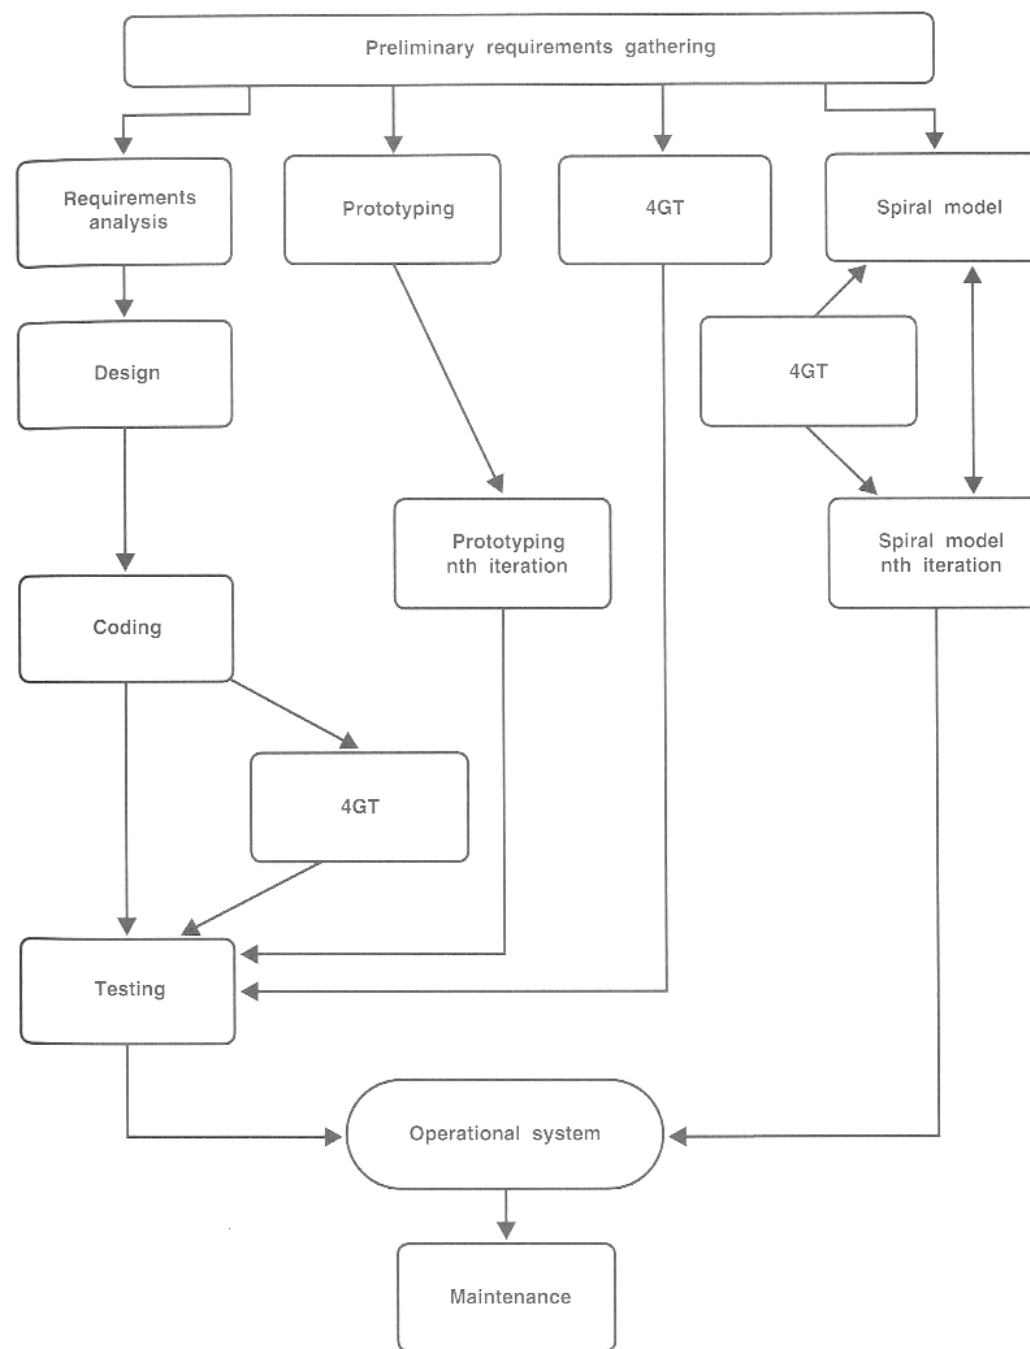 Preliminary requirements gathering
Requirements
analysis
Prototyping
4GT
Spiral model
Design
4GT
Prototyping
nth iteration
Spiral model
nth iteration
Coding
4GT
Testing
Operational system
Maintenance